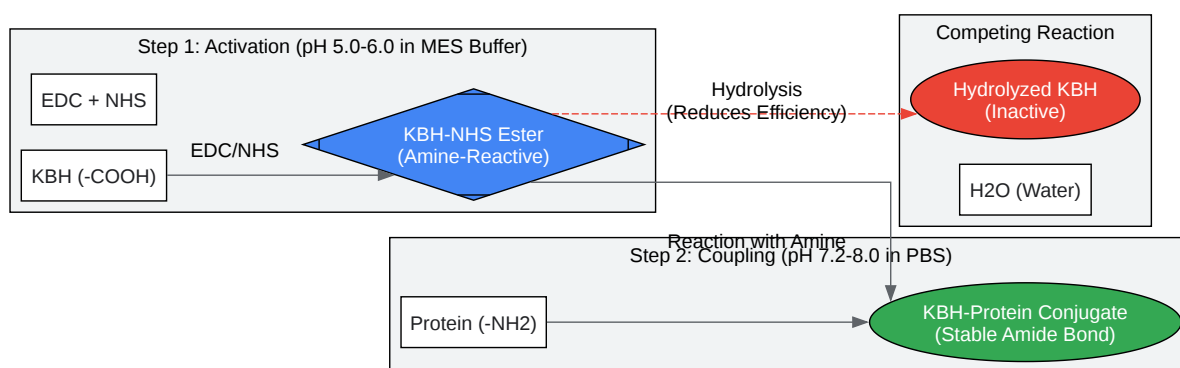 Step 1: Activation (pH 5.0-6.0 in MES Buffer)
EDC + NHS
KBH (-COOH)
EDC/NHS
KBH-NHS Ester
(Amine-Reactive)
Hydrolysis
(Reduces Efficiency)
Competing Reaction
Hydrolyzed KBH
(Inactive)
H2O (Water)
Reaction with Amine
Step 2: Coupling (pH 7.2-8.0 in PBS)
Protein (-NH2)
KBH-Protein Conjugate
(Stable Amide Bond)